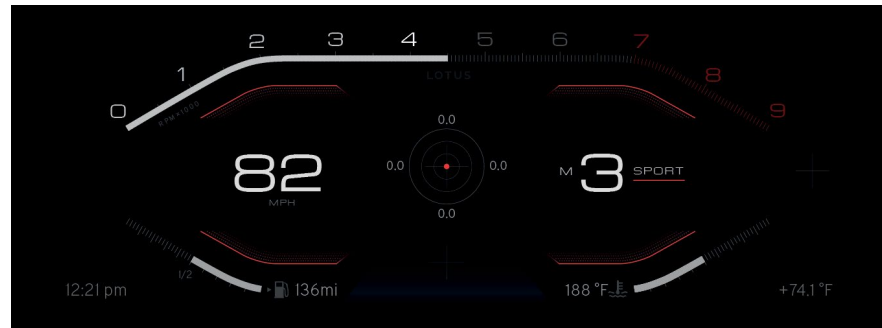 0 1 2 3 4 5 6 7 8 9
RPM×1000
LOTUS
0.0
0.0 0.0
0.0
82
MPH
M 3 SPORT
1/2
12:21 pm
136mi
188 °F
+74.1 °F